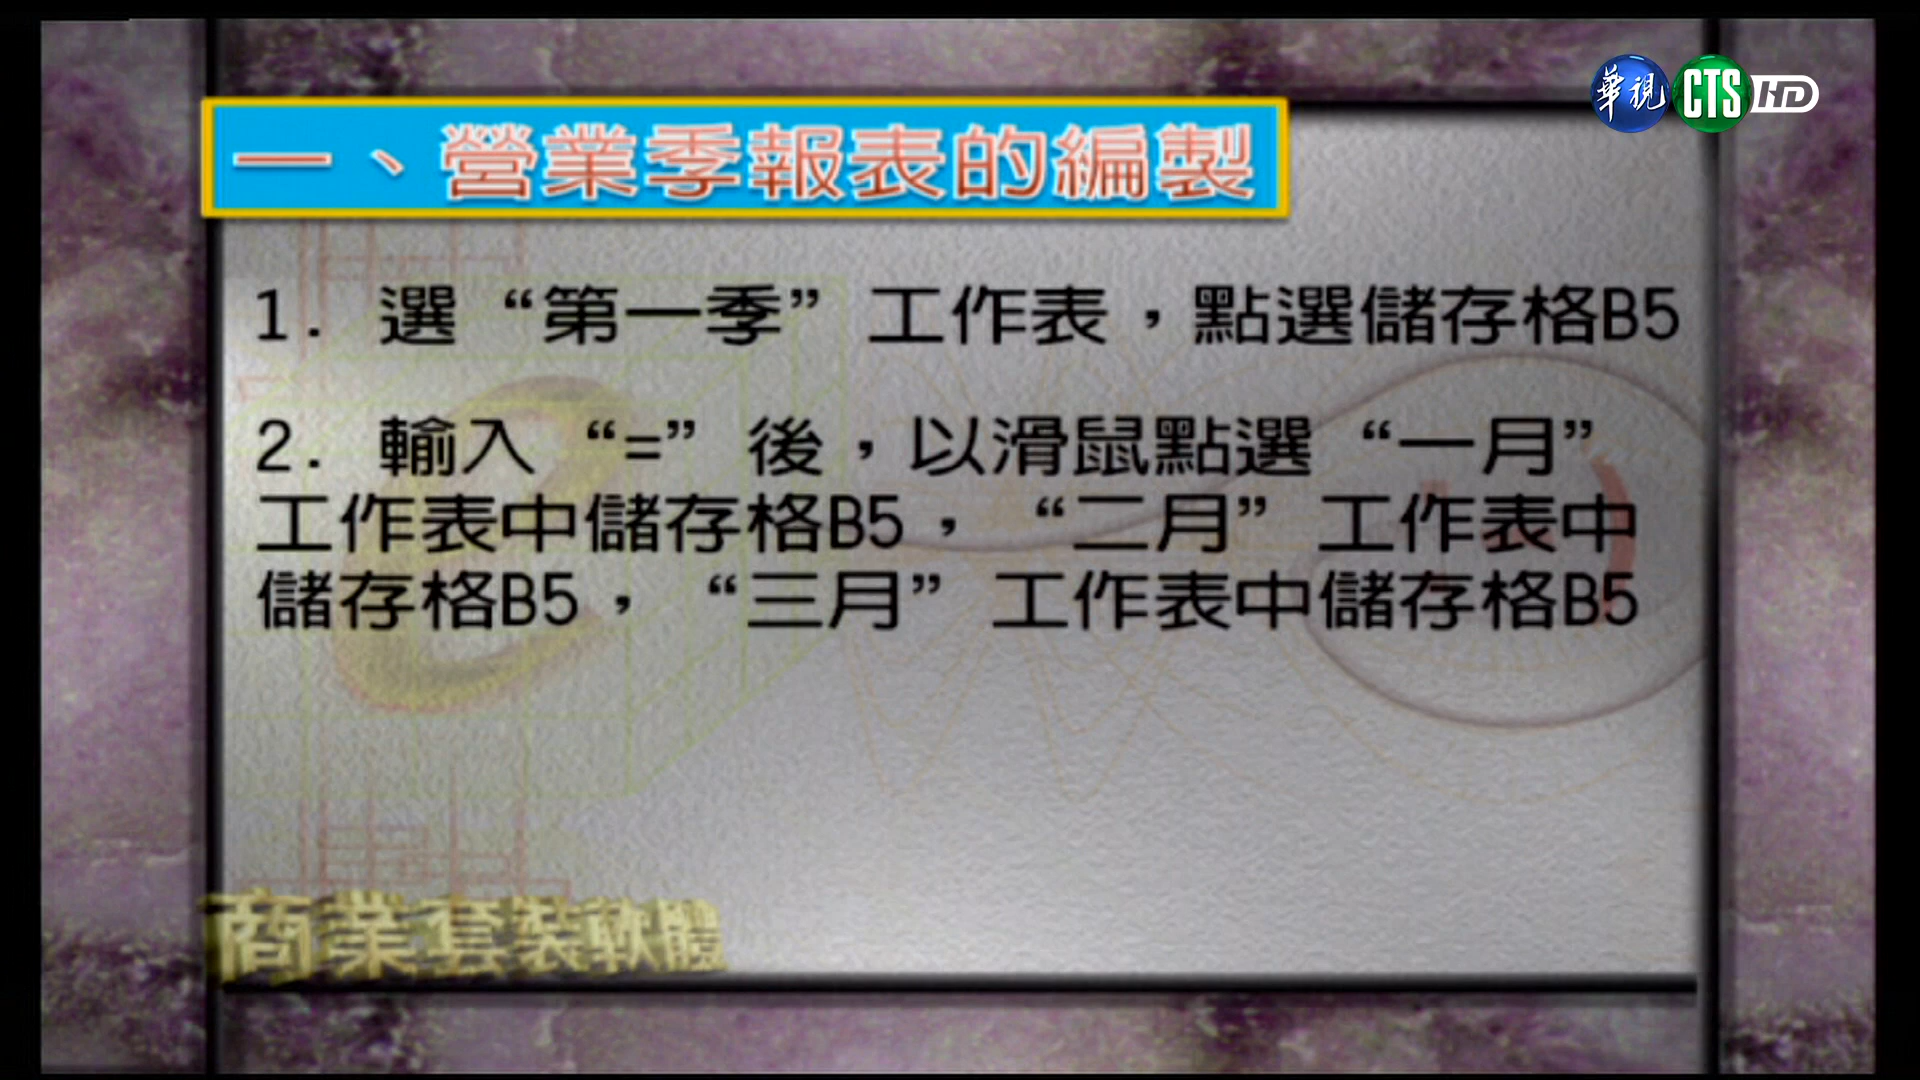 華視 CTS HD
一、營業季報表的編製
1. 選“第一季”工作表，點選儲存格B5
2. 輸入“=”後，以滑鼠點選“一月”
工作表中儲存格B5，“二月”工作表中
儲存格B5，“三月”工作表中儲存格B5
商業套裝軟體